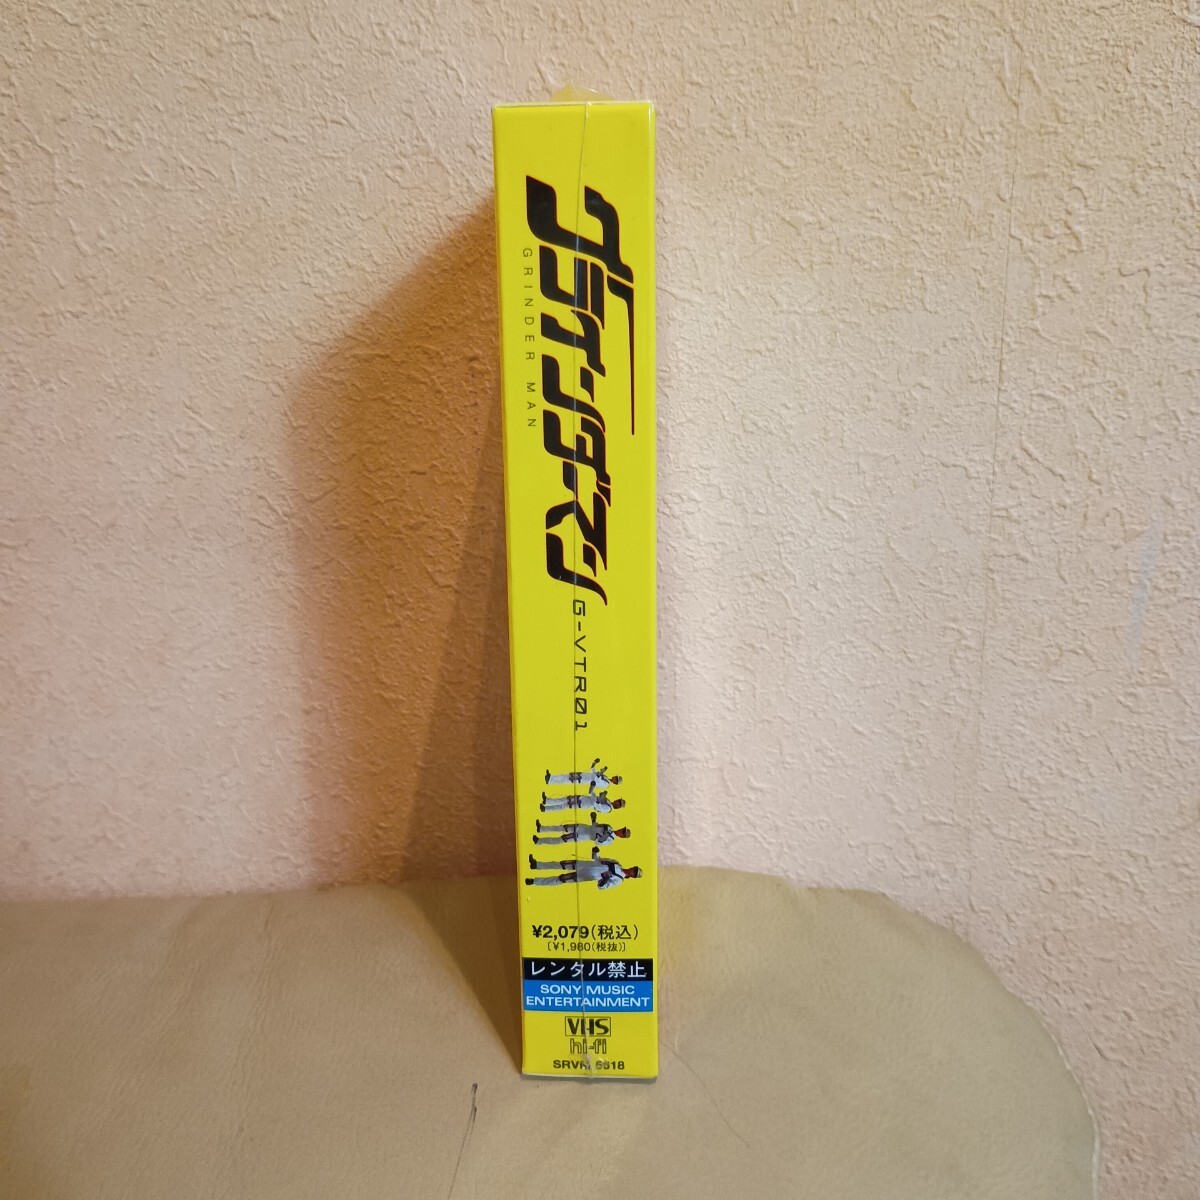 グラインダーマン
GRINDER MAN
G-VTR01
¥2,079(税込)
〔¥1,980(税抜)〕
レンタル禁止
SONY MUSIC
ENTERTAINMENT
VHS
hi-fi